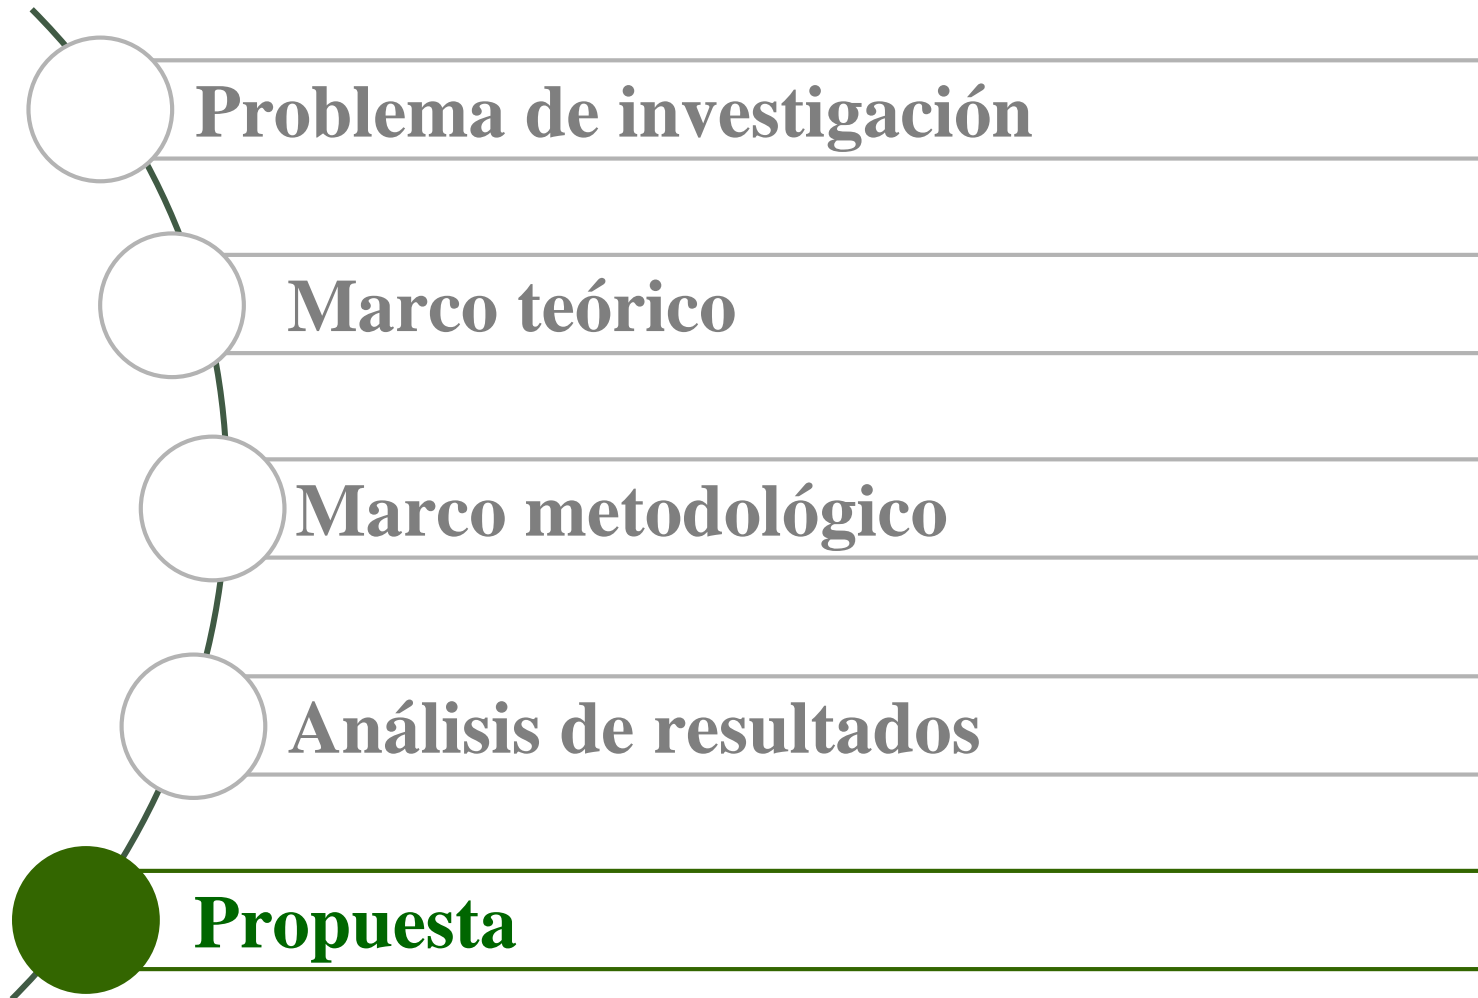 Problema de investigación
Marco teórico
Marco metodológico
Análisis de resultados
Propuesta